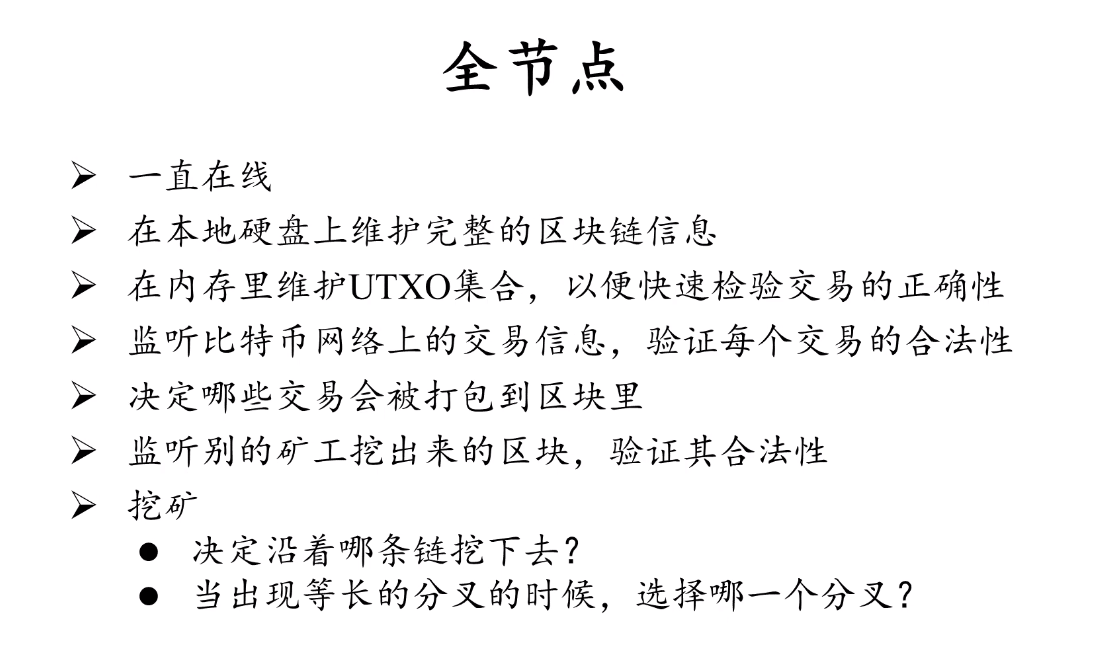 全节点
➢ 一直在线
➢ 在本地硬盘上维护完整的区块链信息
➢ 在内存里维护UTXO集合，以便快速检验交易的正确性
➢ 监听比特币网络上的交易信息，验证每个交易的合法性
➢ 决定哪些交易会被打包到区块里
➢ 监听别的矿工挖出来的区块，验证其合法性
➢ 挖矿
● 决定沿着哪条链挖下去？
● 当出现等长的分叉的时候，选择哪一个分叉？